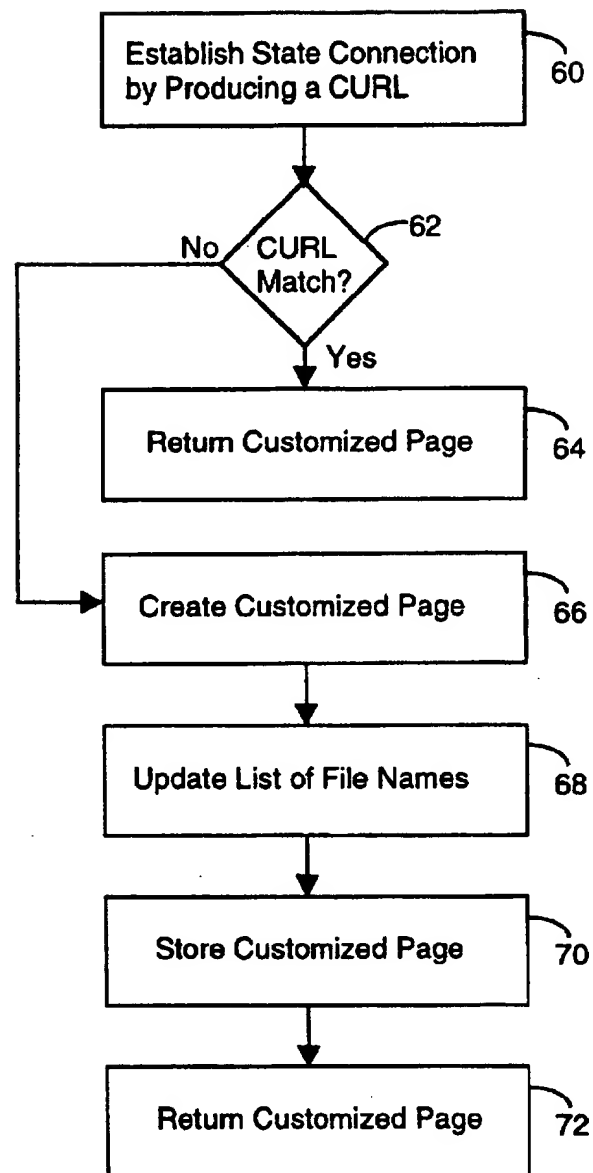 Establish State Connection
by Producing a CURL
60
62
No
CURL
Match?
Yes
Return Customized Page
64
Create Customized Page
66
Update List of File Names
68
Store Customized Page
70
Return Customized Page
72